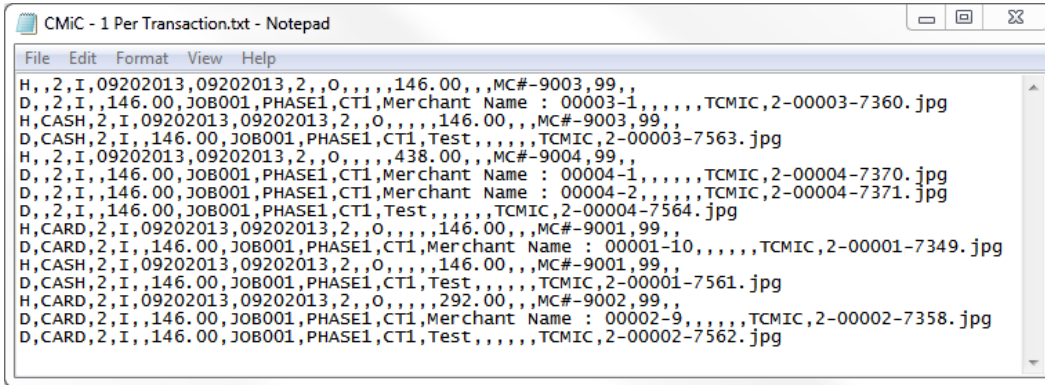 CMiC - 1 Per Transaction.txt - Notepad
File Edit Format View Help
H,,2,I,09202013,09202013,2,,O,,,,,146.00,,,MC#-9003,99,,
D,,2,I,,146.00,JOB001,PHASE1,CT1,Merchant Name : 00003-1,,,,,,TCMIC,2-00003-7360.jpg
H,CASH,2,I,09202013,09202013,2,,O,,,,,146.00,,,MC#-9003,99,,
D,CASH,2,I,,146.00,JOB001,PHASE1,CT1,Test,,,,,,TCMIC,2-00003-7563.jpg
H,,2,I,09202013,09202013,2,,O,,,,,438.00,,,MC#-9004,99,,
D,,2,I,,146.00,JOB001,PHASE1,CT1,Merchant Name : 00004-1,,,,,,TCMIC,2-00004-7370.jpg
D,,2,I,,146.00,JOB001,PHASE1,CT1,Merchant Name : 00004-2,,,,,,TCMIC,2-00004-7371.jpg
D,,2,I,,146.00,JOB001,PHASE1,CT1,Test,,,,,,TCMIC,2-00004-7564.jpg
H,CARD,2,I,09202013,09202013,2,,O,,,,,146.00,,,MC#-9001,99,,
D,CARD,2,I,,146.00,JOB001,PHASE1,CT1,Merchant Name : 00001-10,,,,,,TCMIC,2-00001-7349.jpg
H,CASH,2,I,09202013,09202013,2,,O,,,,,146.00,,,MC#-9001,99,,
D,CASH,2,I,,146.00,JOB001,PHASE1,CT1,Test,,,,,,TCMIC,2-00001-7561.jpg
H,CARD,2,I,09202013,09202013,2,,O,,,,,292.00,,,MC#-9002,99,,
D,CARD,2,I,,146.00,JOB001,PHASE1,CT1,Merchant Name : 00002-9,,,,,,TCMIC,2-00002-7358.jpg
D,CARD,2,I,,146.00,JOB001,PHASE1,CT1,Test,,,,,,TCMIC,2-00002-7562.jpg